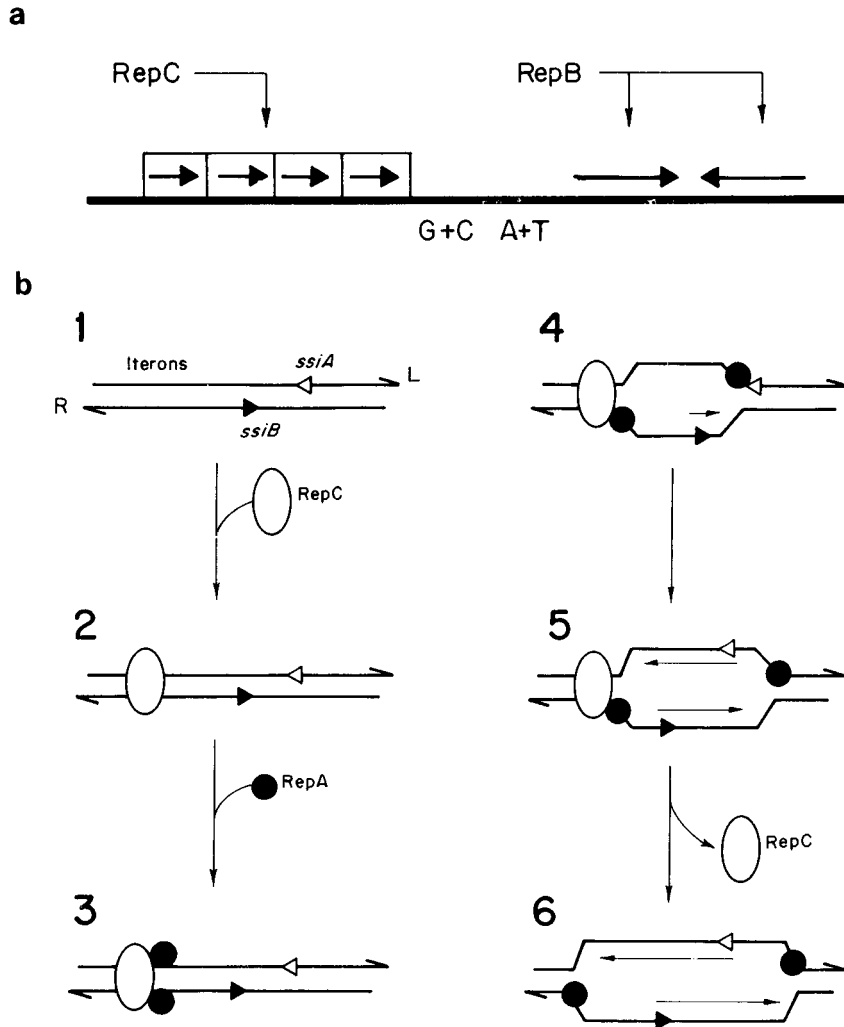 a
RepC
RepB
G+C A+T
b
1
Iterons
ssiA
L
R
ssiB
RepC
2
RepA
3
4
5
RepC
6